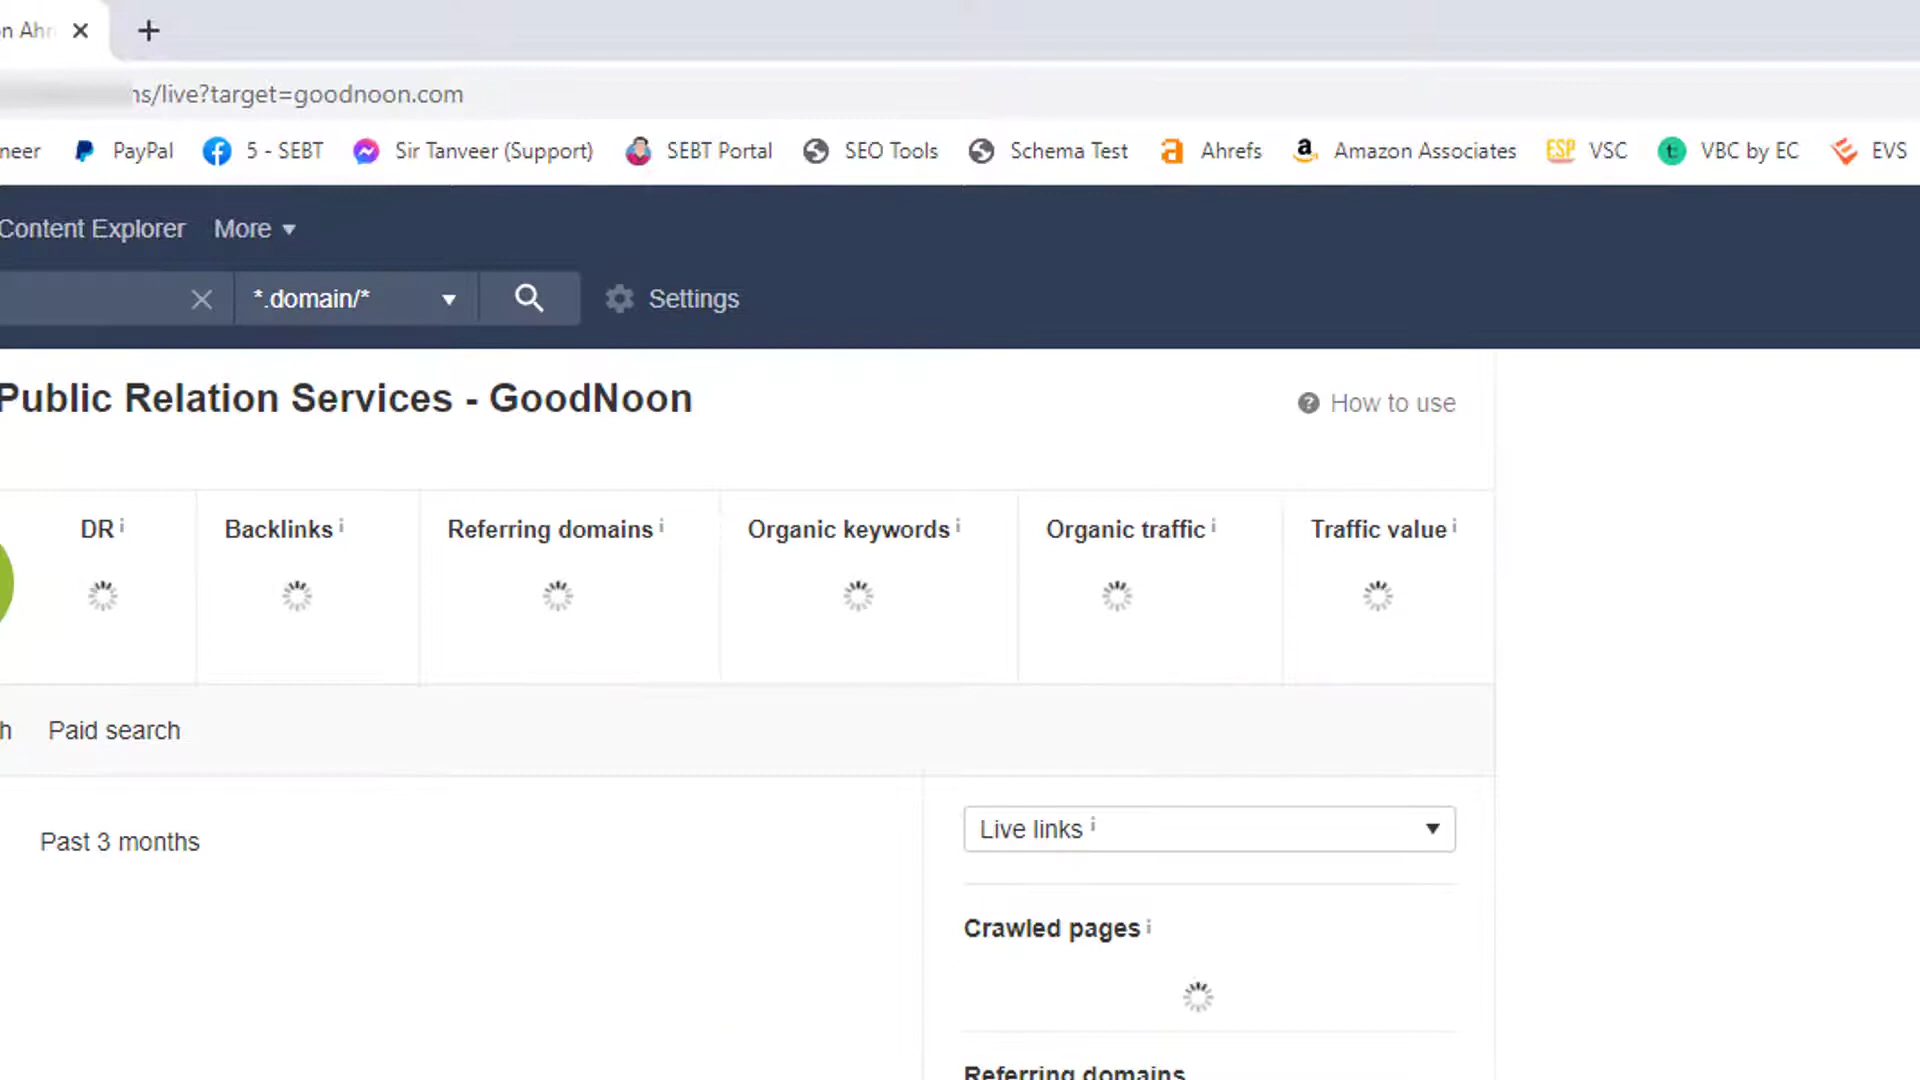 on Ahr
ns/live?target=goodnoon.com
neer PayPal 5 - SEBT Sir Tanveer (Support) SEBT Portal SEO Tools Schema Test Ahrefs Amazon Associates ESP VSC VBC by EC EVS
Content Explorer More
*.domain/* Settings
Public Relation Services - GoodNoon How to use
DR Backlinks Referring domains Organic keywords Organic traffic Traffic value
h Paid search
Live links
Past 3 months
Crawled pages
Referring domains